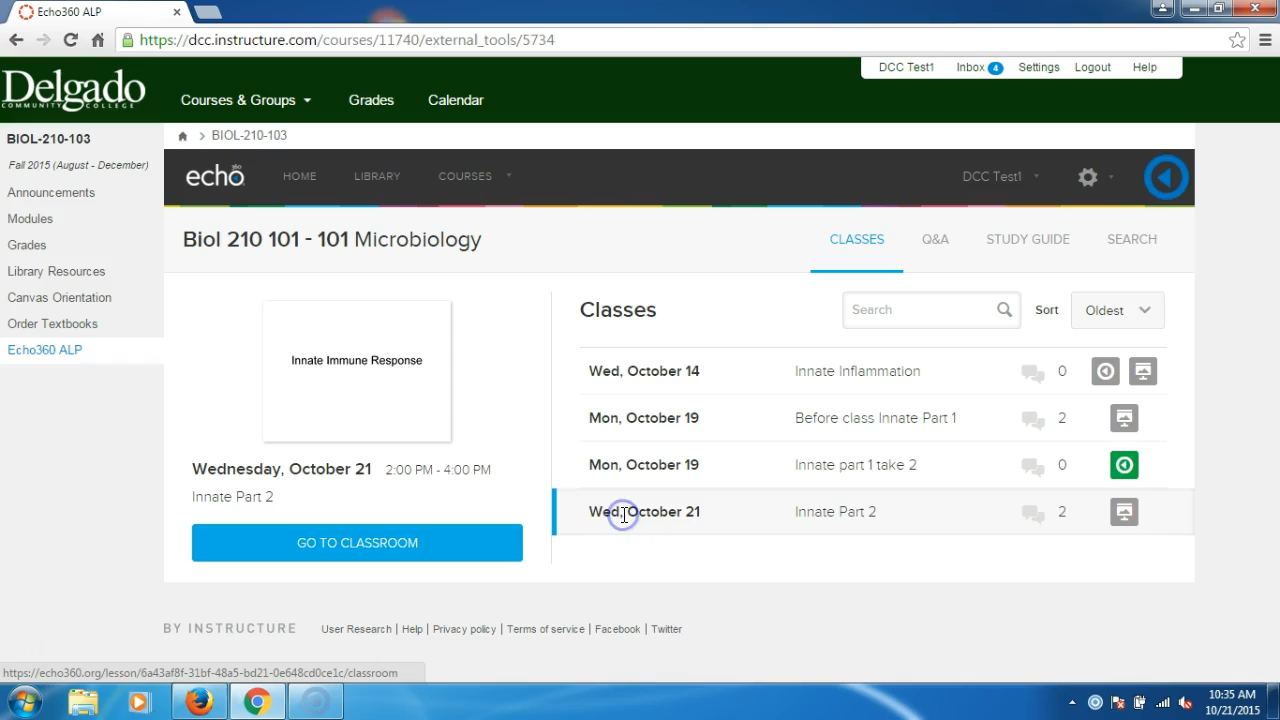 Echo360 ALP
https://dcc.instructure.com/courses/11740/external_tools/5734
Delgado
COMMUNITY COLLEGE
Courses & Groups
Grades
Calendar
DCC Test1
Inbox 4
Settings
Logout
Help
BIOL-210-103
Fall 2015 (August - December)
Announcements
Modules
Grades
Library Resources
Canvas Orientation
Order Textbooks
Echo360 ALP
BIOL-210-103
echo360
HOME
LIBRARY
COURSES
DCC Test1
Biol 210 101 - 101 Microbiology
CLASSES
Q&A
STUDY GUIDE
SEARCH
Innate Immune Response
Wednesday, October 21 2:00 PM - 4:00 PM
Innate Part 2
GO TO CLASSROOM
Classes
Search
Sort
Oldest
Wed, October 14 Innate Inflammation 0
Mon, October 19 Before class Innate Part 1 2
Mon, October 19 Innate part 1 take 2 0
Wed, October 21 Innate Part 2 2
BY INSTRUCTURE
User Research | Help | Privacy policy | Terms of service | Facebook | Twitter
https://echo360.org/lesson/6a43af8f-31bf-48a5-bd21-0e648cd0ce1c/classroom
10:35 AM
10/21/2015